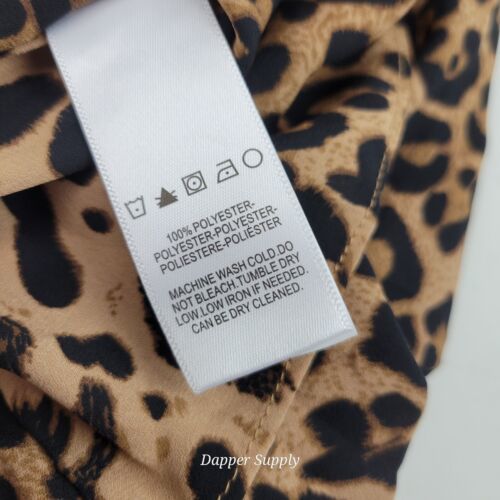 100% POLYESTER-
POLYESTER-POLYESTER-
POLIESTERE-POLIÉSTER
MACHINE WASH COLD.DO
NOT BLEACH.TUMBLE DRY
LOW.LOW IRON IF NEEDED.
CAN BE DRY CLEANED.
Dapper Supply